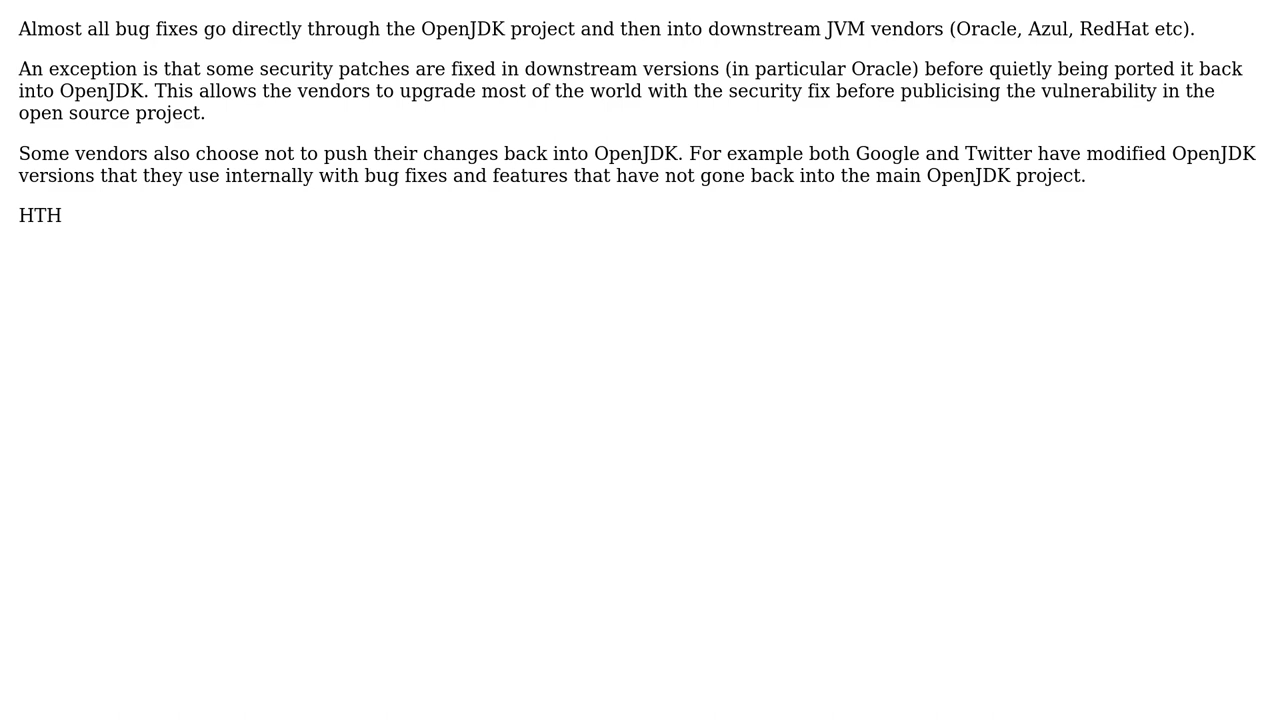 Almost all bug fixes go directly through the OpenJDK project and then into downstream JVM vendors (Oracle, Azul, RedHat etc).
An exception is that some security patches are fixed in downstream versions (in particular Oracle) before quietly being ported it back
into OpenJDK. This allows the vendors to upgrade most of the world with the security fix before publicising the vulnerability in the
open source project.
Some vendors also choose not to push their changes back into OpenJDK. For example both Google and Twitter have modified OpenJDK
versions that they use internally with bug fixes and features that have not gone back into the main OpenJDK project.
HTH